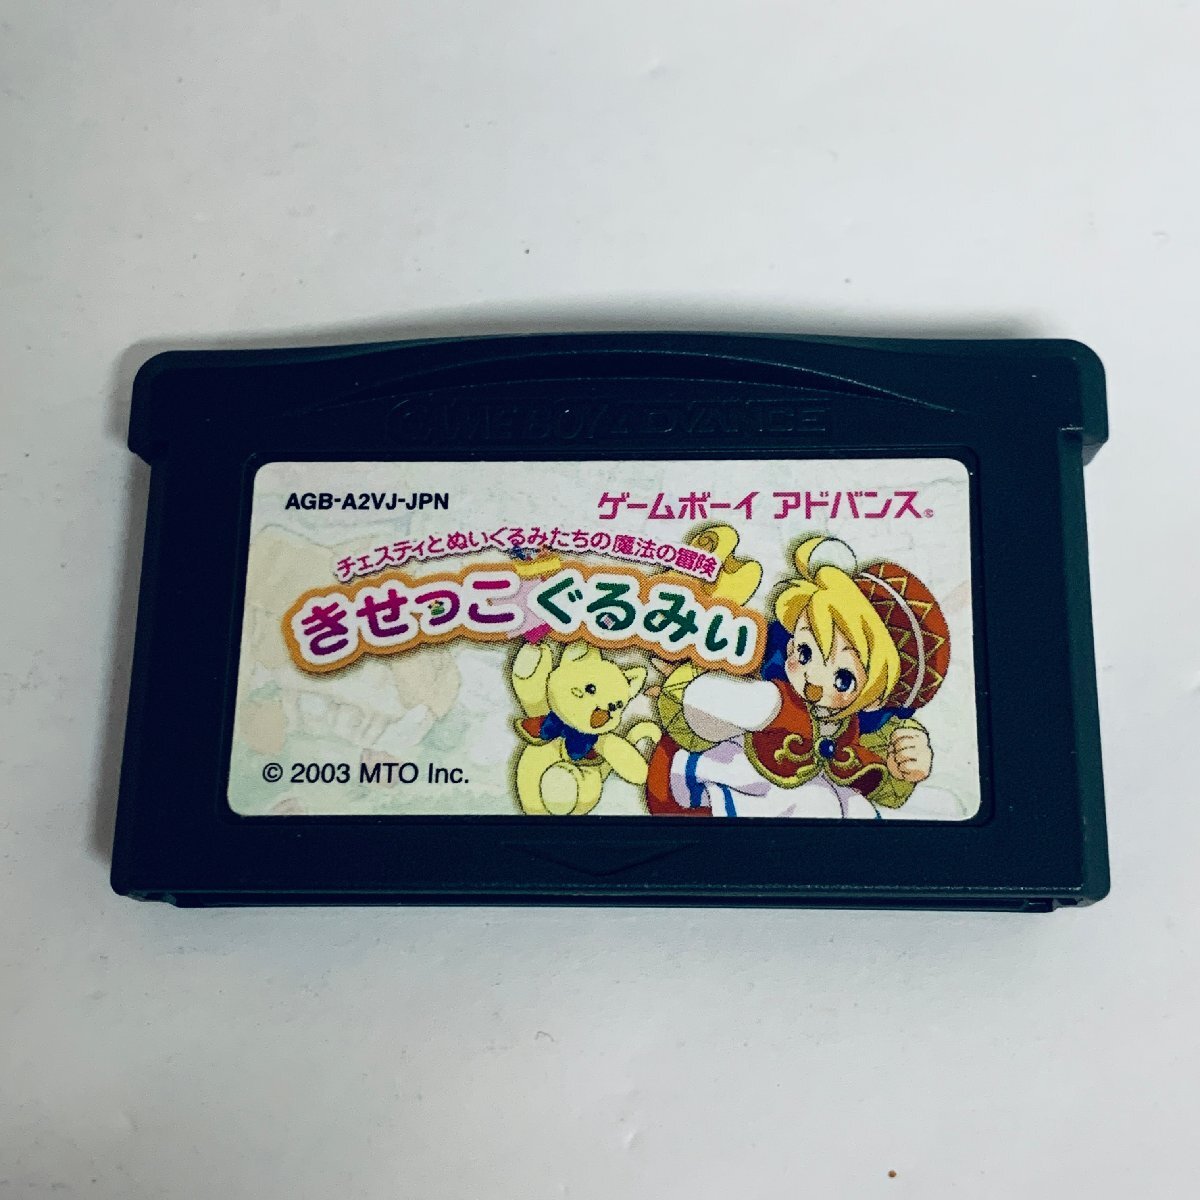 GAME BOY ADVANCE
AGB-A2VJ-JPN
ゲームボーイ アドバンス®
チェスティとぬいぐるみたちの魔法の冒険
きせっこぐるみぃ
© 2003 MTO Inc.